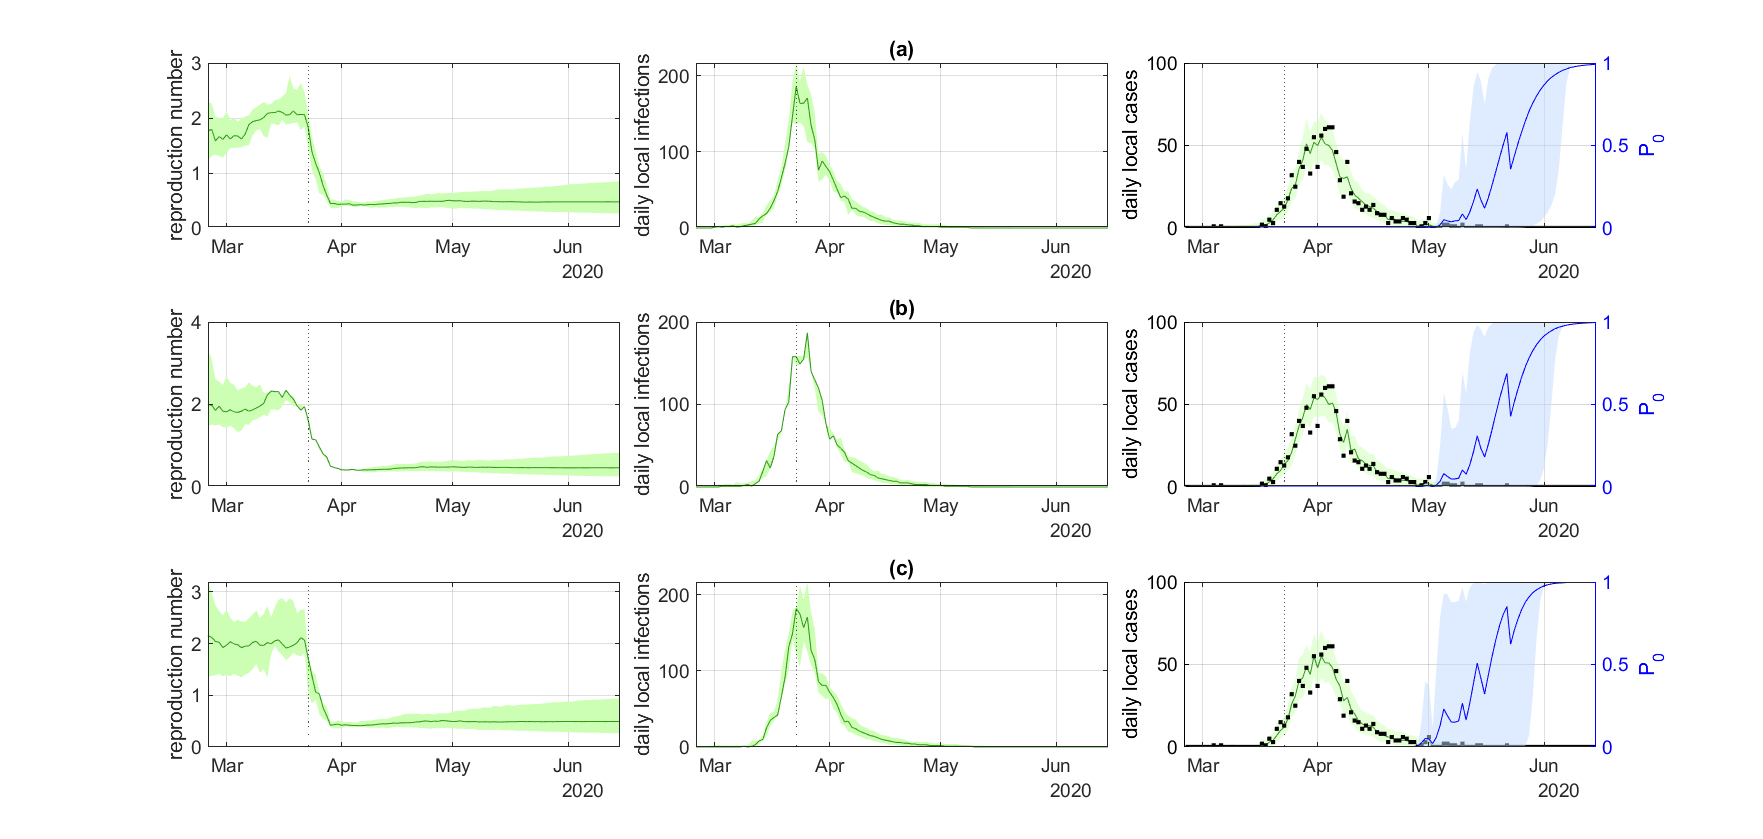 (a)
reproduction number
3
2
1
0
Mar
Apr
May
Jun
2020
daily local infections
200
100
0
Mar
Apr
May
Jun
2020
daily local cases
100
50
0
Mar
Apr
May
Jun
2020
1
0.5
0
P0
(b)
reproduction number
4
2
0
Mar
Apr
May
Jun
2020
daily local infections
200
100
0
Mar
Apr
May
Jun
2020
daily local cases
100
50
0
Mar
Apr
May
Jun
2020
1
0.5
0
P0
(c)
reproduction number
3
2
1
0
Mar
Apr
May
Jun
2020
daily local infections
200
100
0
Mar
Apr
May
Jun
2020
daily local cases
100
50
0
Mar
Apr
May
Jun
2020
1
0.5
0
P0